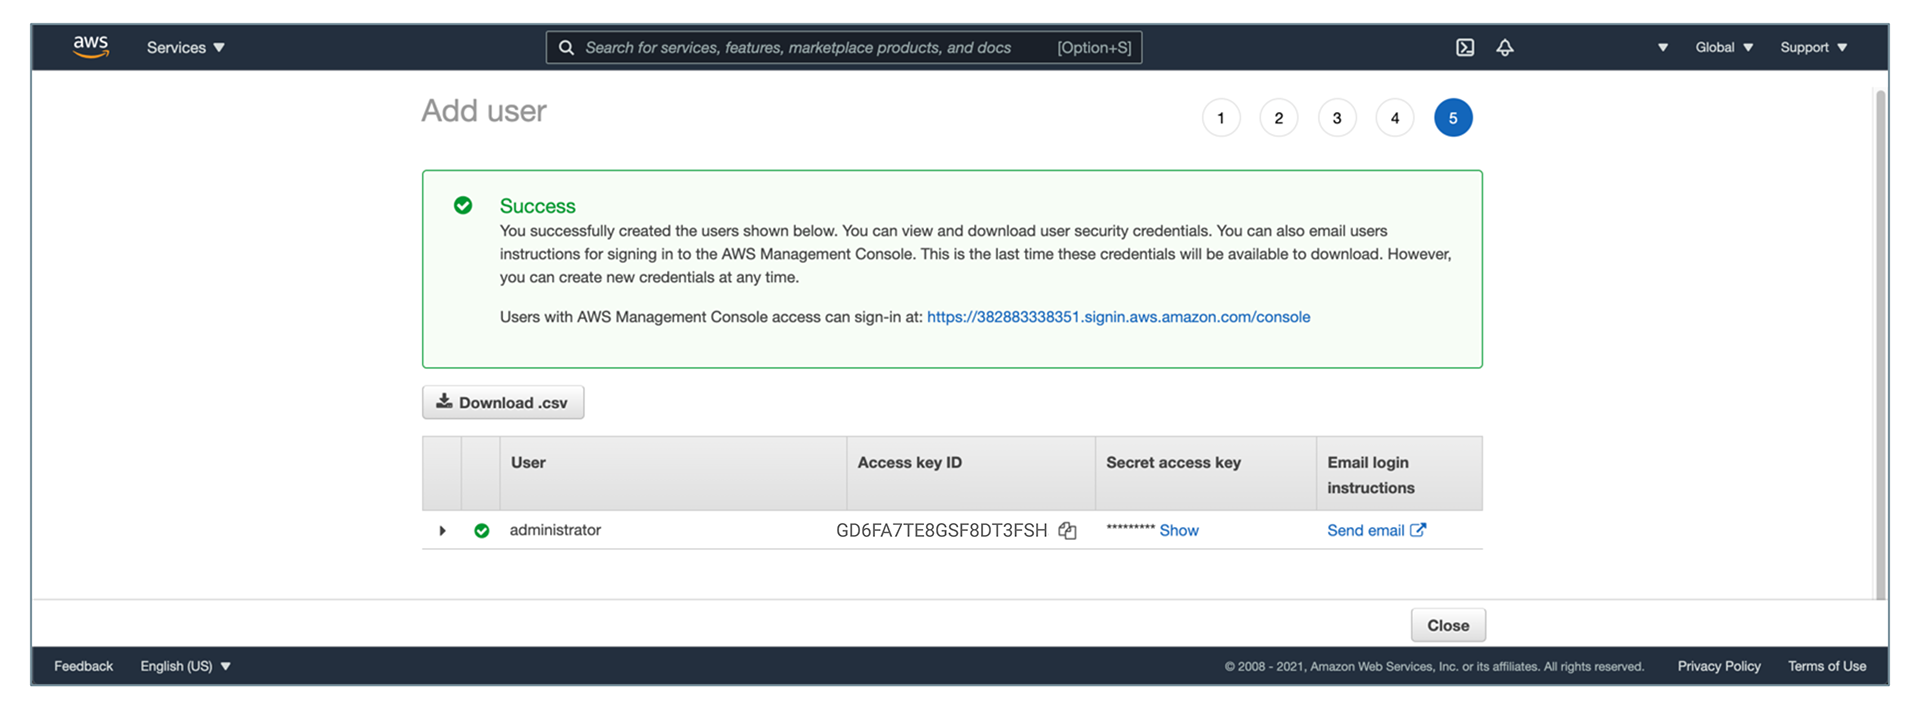 aws Services Search for services, features, marketplace products, and docs [Option+S] Global Support
Add user 1 2 3 4 5
Success
You successfully created the users shown below. You can view and download user security credentials. You can also email users
instructions for signing in to the AWS Management Console. This is the last time these credentials will be available to download. However,
you can create new credentials at any time.
Users with AWS Management Console access can sign-in at: https://382883338351.signin.aws.amazon.com/console
Download .csv
User Access key ID Secret access key Email login
instructions
administrator GD6FA7TE8GSF8DT3FSH ********* Show Send email
Close
Feedback English (US) © 2008 - 2021, Amazon Web Services, Inc. or its affiliates. All rights reserved. Privacy Policy Terms of Use